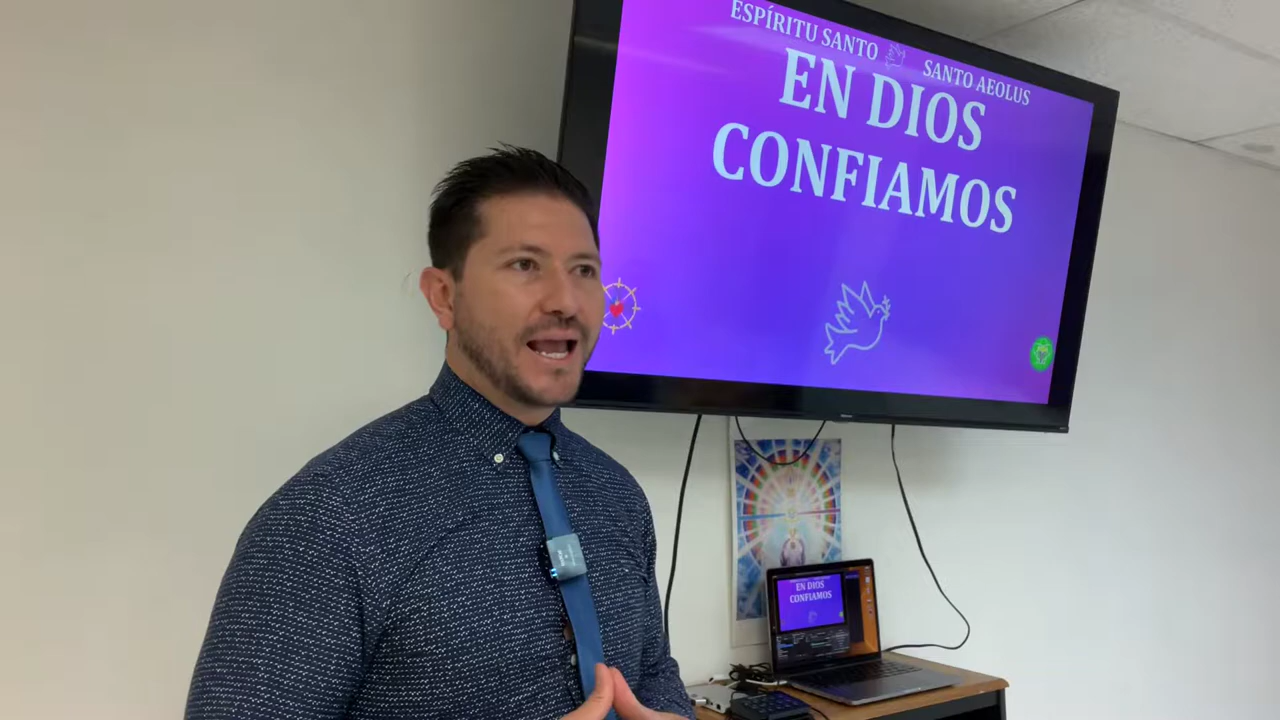 ESPÍRITU SANTO SANTO AEOLUS
EN DIOS
CONFIAMOS
EN DIOS
CONFIAMOS